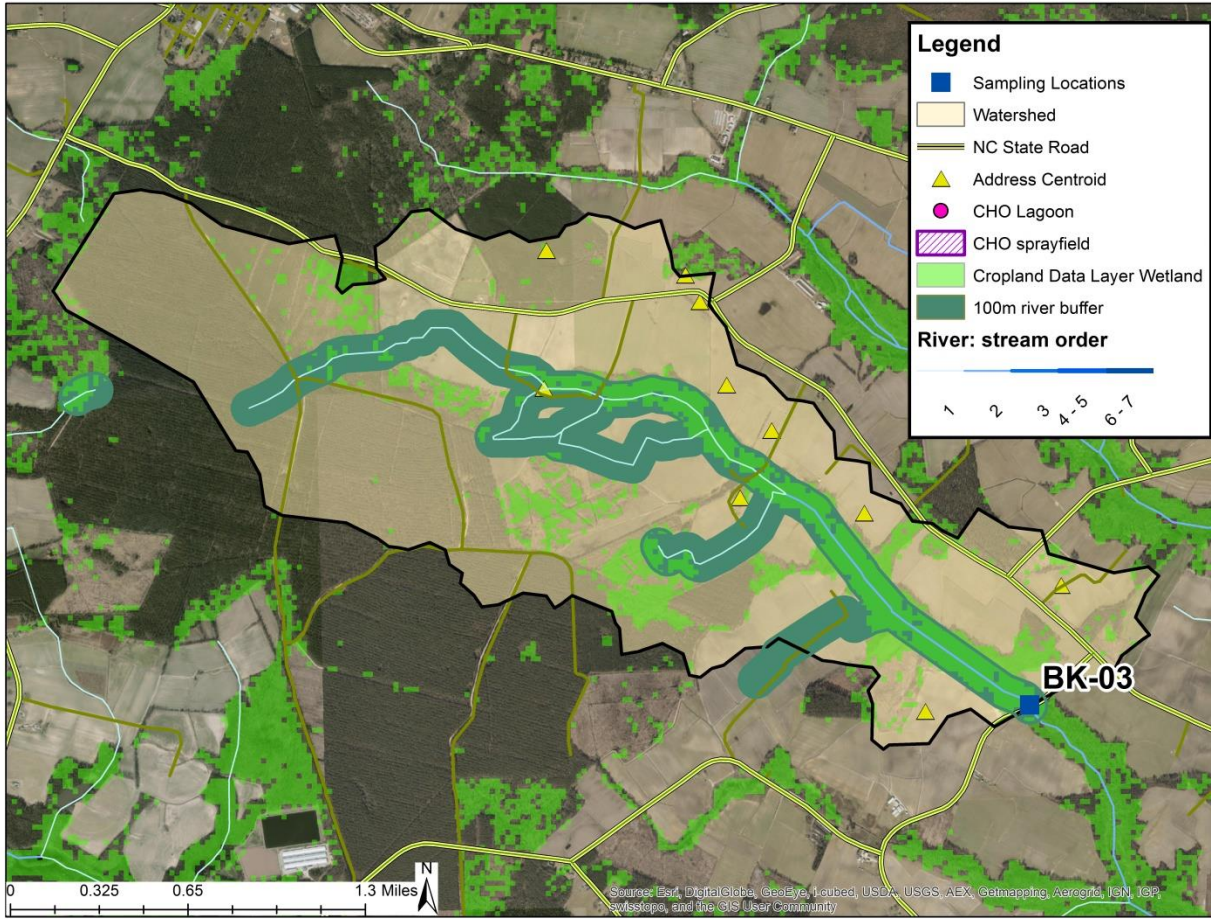 Legend
Sampling Locations
Watershed
NC State Road
Address Centroid
CHO Lagoon
CHO sprayfield
Cropland Data Layer Wetland
100m river buffer
River: stream order
1
2
3
4 - 5
6 - 7
BK-03
0 0.325 0.65 1.3 Miles
N
Source: Esri, DigitalGlobe, GeoEye, i-cubed, USDA, USGS, AEX, Getmapping, Aerogrid, IGN, IGP,
swisstopo, and the GIS User Community